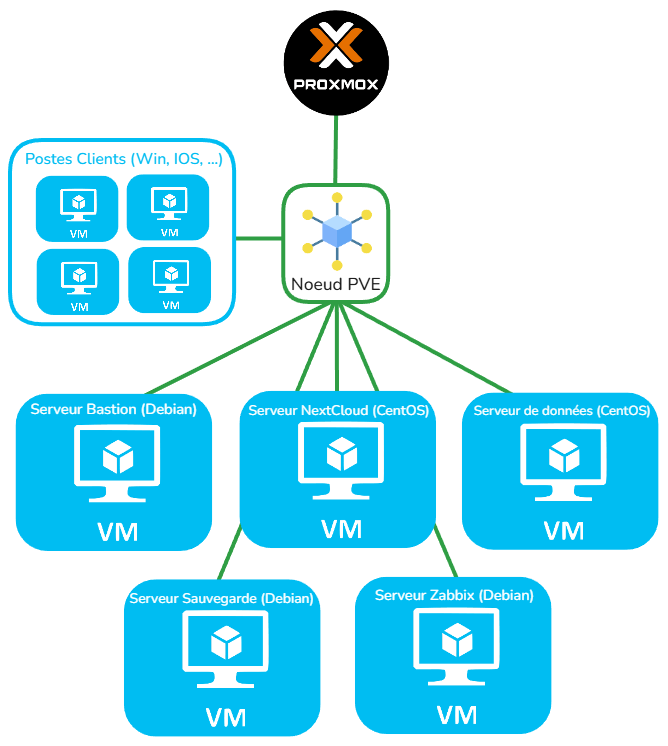 PROXMOX
Postes Clients (Win, IOS, ...)
VM
VM
VM
VM
Noeud PVE
Serveur Bastion (Debian)
VM
Serveur NextCloud (CentOS)
VM
Serveur de données (CentOS)
VM
Serveur Sauvegarde (Debian)
VM
Serveur Zabbix (Debian)
VM